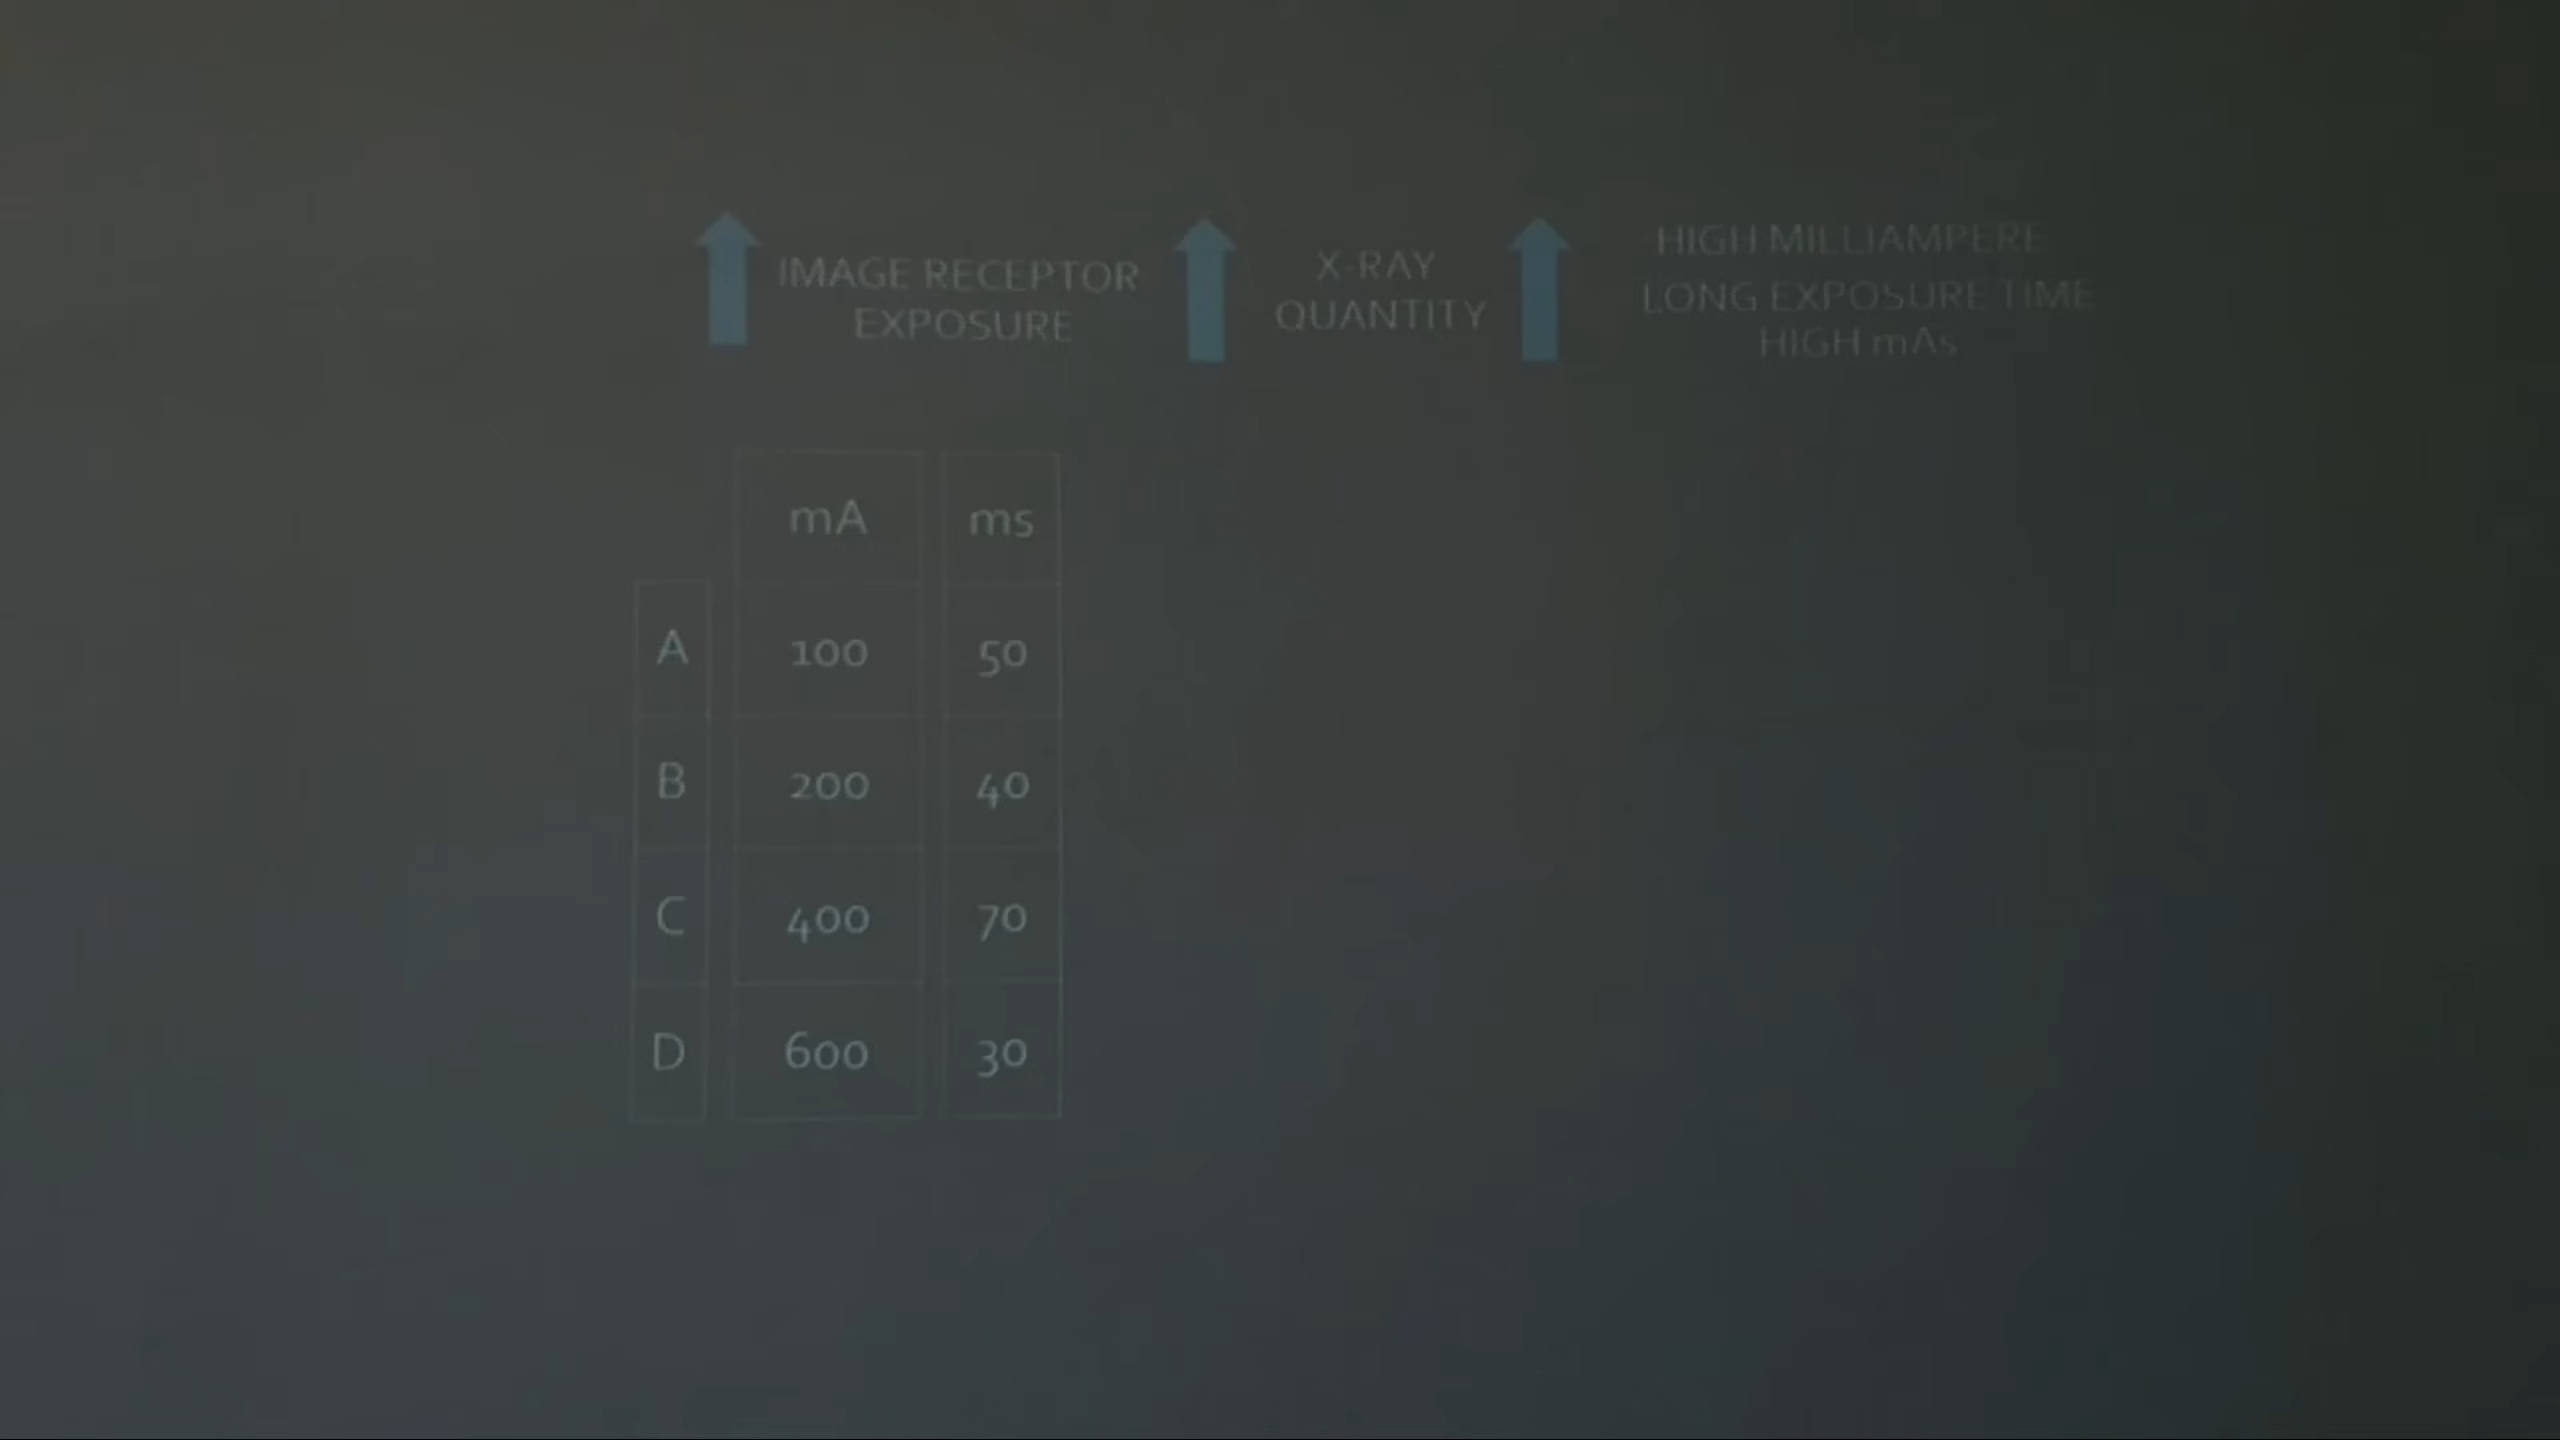 IMAGE RECEPTOR
EXPOSURE
X-RAY
QUANTITY
HIGH MILLIAMPERE
LONG EXPOSURE TIME
HIGH mAs
mA ms
A 100 50
B 200 40
C 400 70
D 600 30